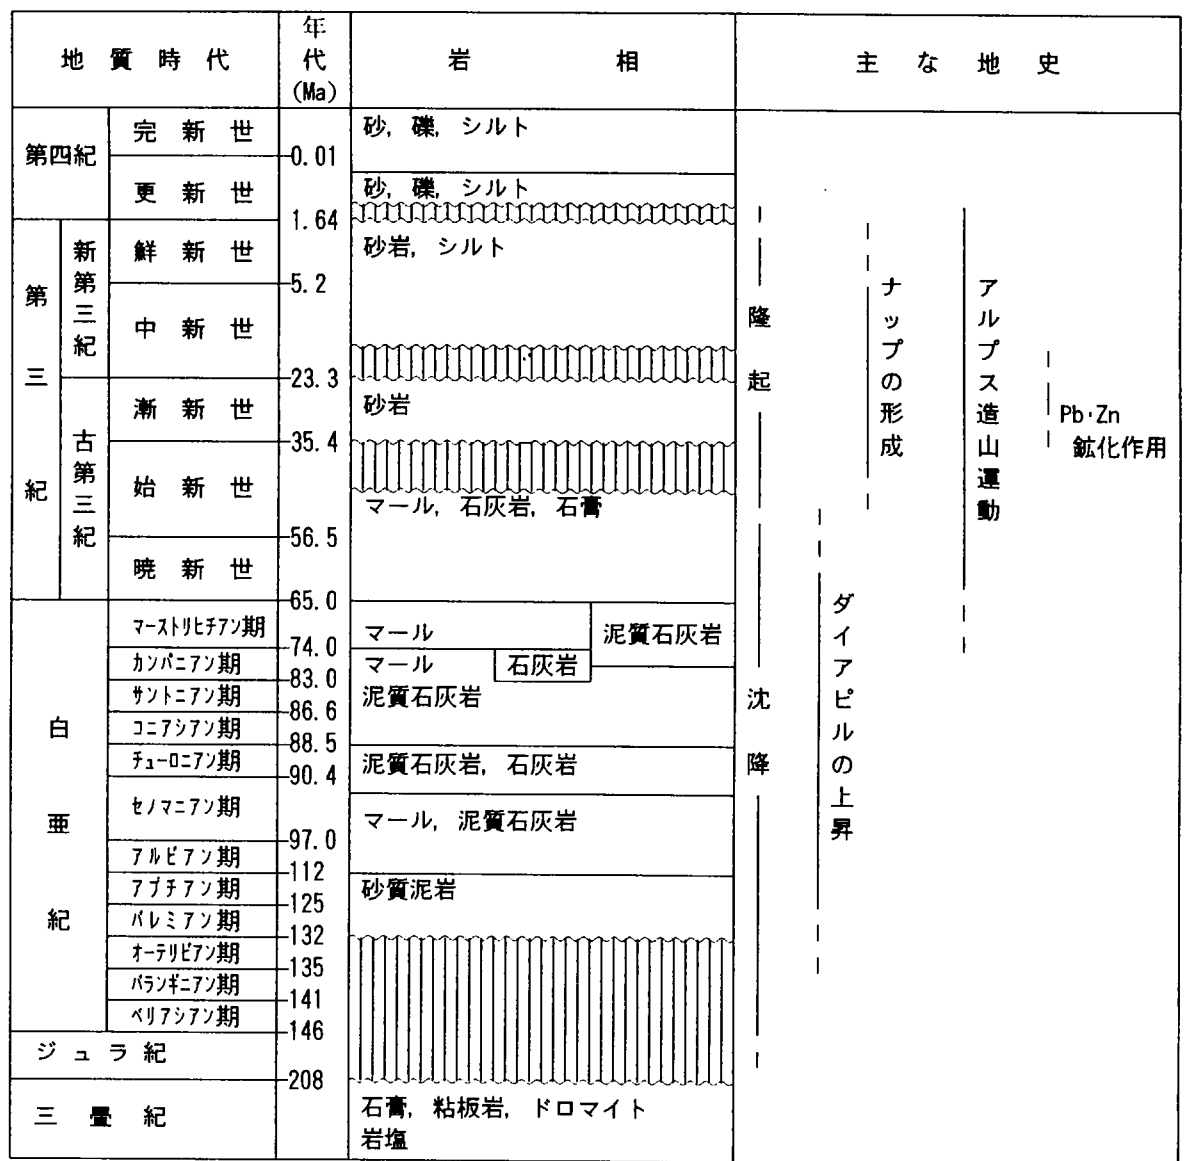 地質時代 年代(Ma) 岩相 主な地史
第四紀
完新世
0.01
更新世
1.64
第三紀
新第三紀
鮮新世
5.2
中新世
23.3
古第三紀
漸新世
35.4
始新世
56.5
暁新世
65.0
白亜紀
マーストリヒチアン期
74.0
カンパニアン期
83.0
サントニアン期
86.6
コニアシアン期
88.5
チューロニアン期
90.4
セノマニアン期
97.0
アルビアン期
112
アプチアン期
125
バレミアン期
132
オーテリビアン期
135
バランギニアン期
141
ベリアシアン期
146
ジュラ紀
208
三畳紀
砂, 礫, シルト
砂, 礫, シルト
砂岩, シルト
砂岩
マール, 石灰岩, 石膏
マール
泥質石灰岩
マール
石灰岩
泥質石灰岩
泥質石灰岩, 石灰岩
マール, 泥質石灰岩
砂質泥岩
石膏, 粘板岩, ドロマイト
岩塩
隆起
沈降
ダイアピルの上昇
ナップの形成
アルプス造山運動
Pb·Zn
鉱化作用